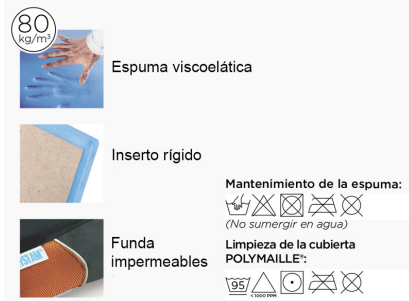 80
kg/m³
Espuma viscoelática
Inserto rígido
Mantenimiento de la espuma:
(No sumergir en agua)
Funda
impermeables
Limpieza de la cubierta
POLYMAILLE®:
95
< 1000 PPM